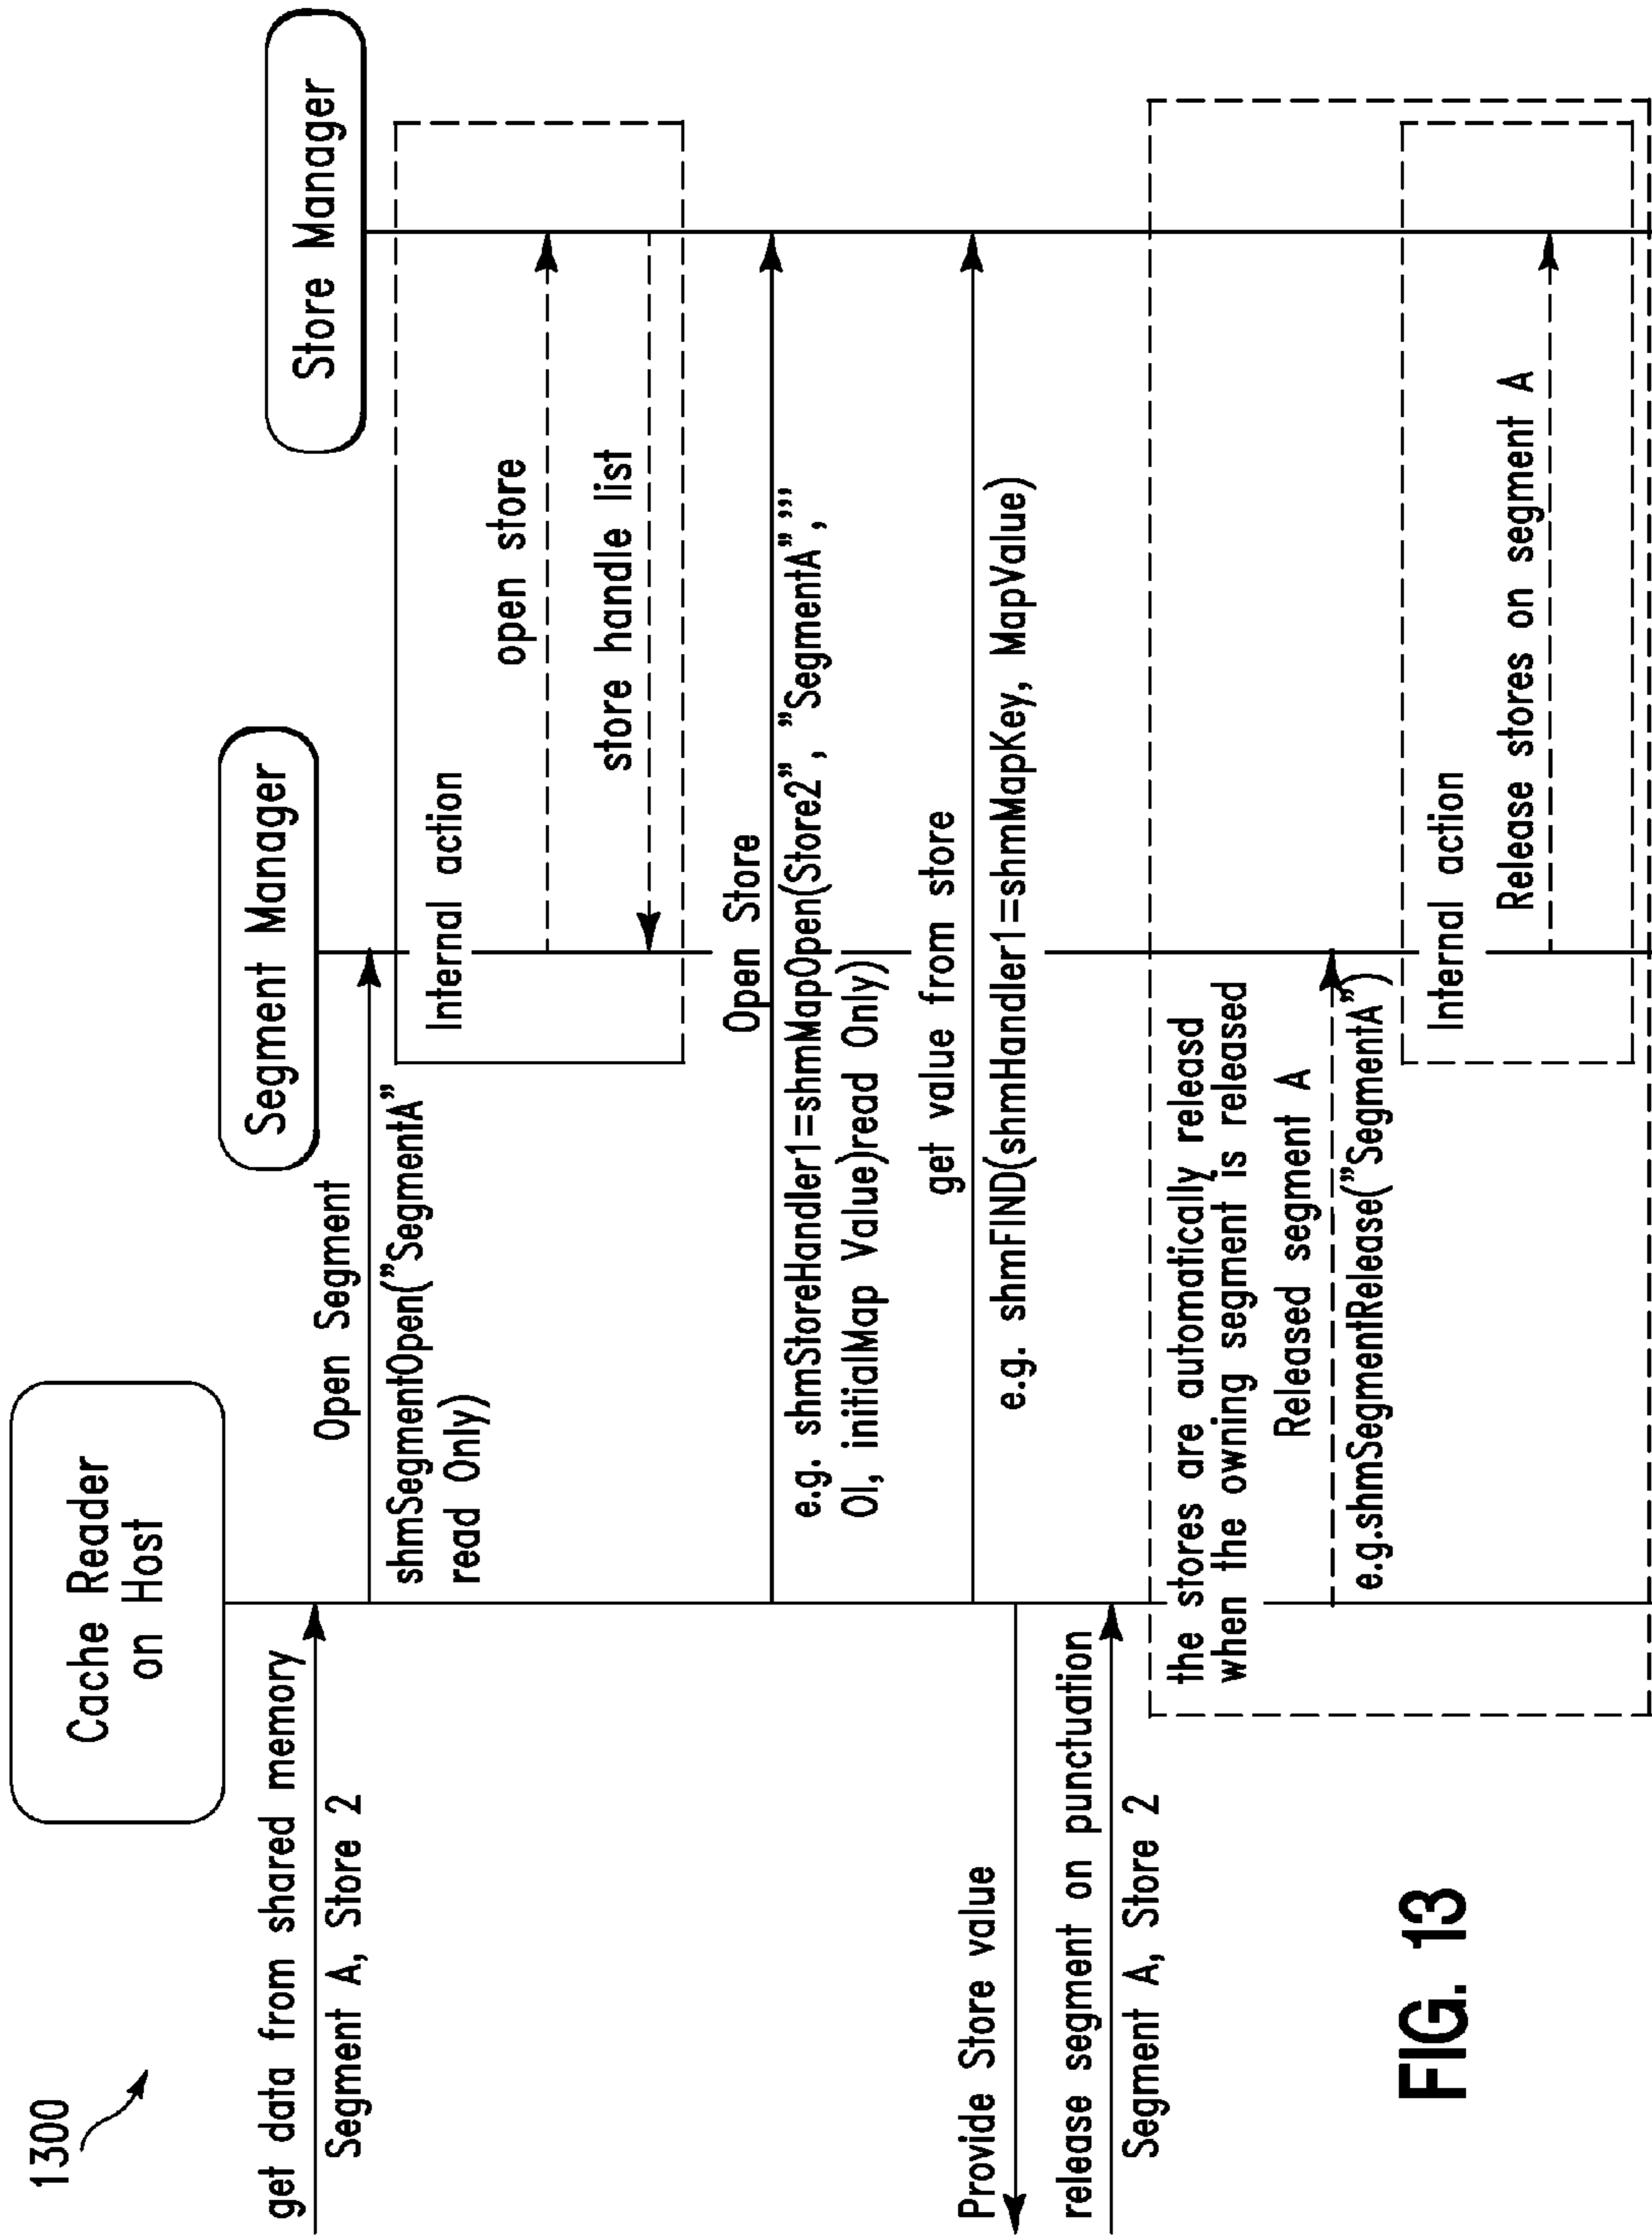 1300
Cache Reader
on Host
Segment Manager
Store Manager
get data from shared memory
Segment A, Store 2
Open Segment
shmSegmentOpen("SegmentA"
read Only)
Internal action
open store
store handle list
Open Store
e.g. shmStoreHandler1=shmMapOpen(Store2", "SegmentA",""
OI, initialMap Value)read Only)
get value from store
e.g. shmFIND(shmHandler1=shmMapKey, MapValue)
Provide Store value
release segment on punctuation
Segment A, Store 2
the stores are automatically releasd
when the owning segment is released
Released segment A
e.g.shmSegmentRelease("SegmentA")
Internal action
Release stores on segment A
FIG. 13